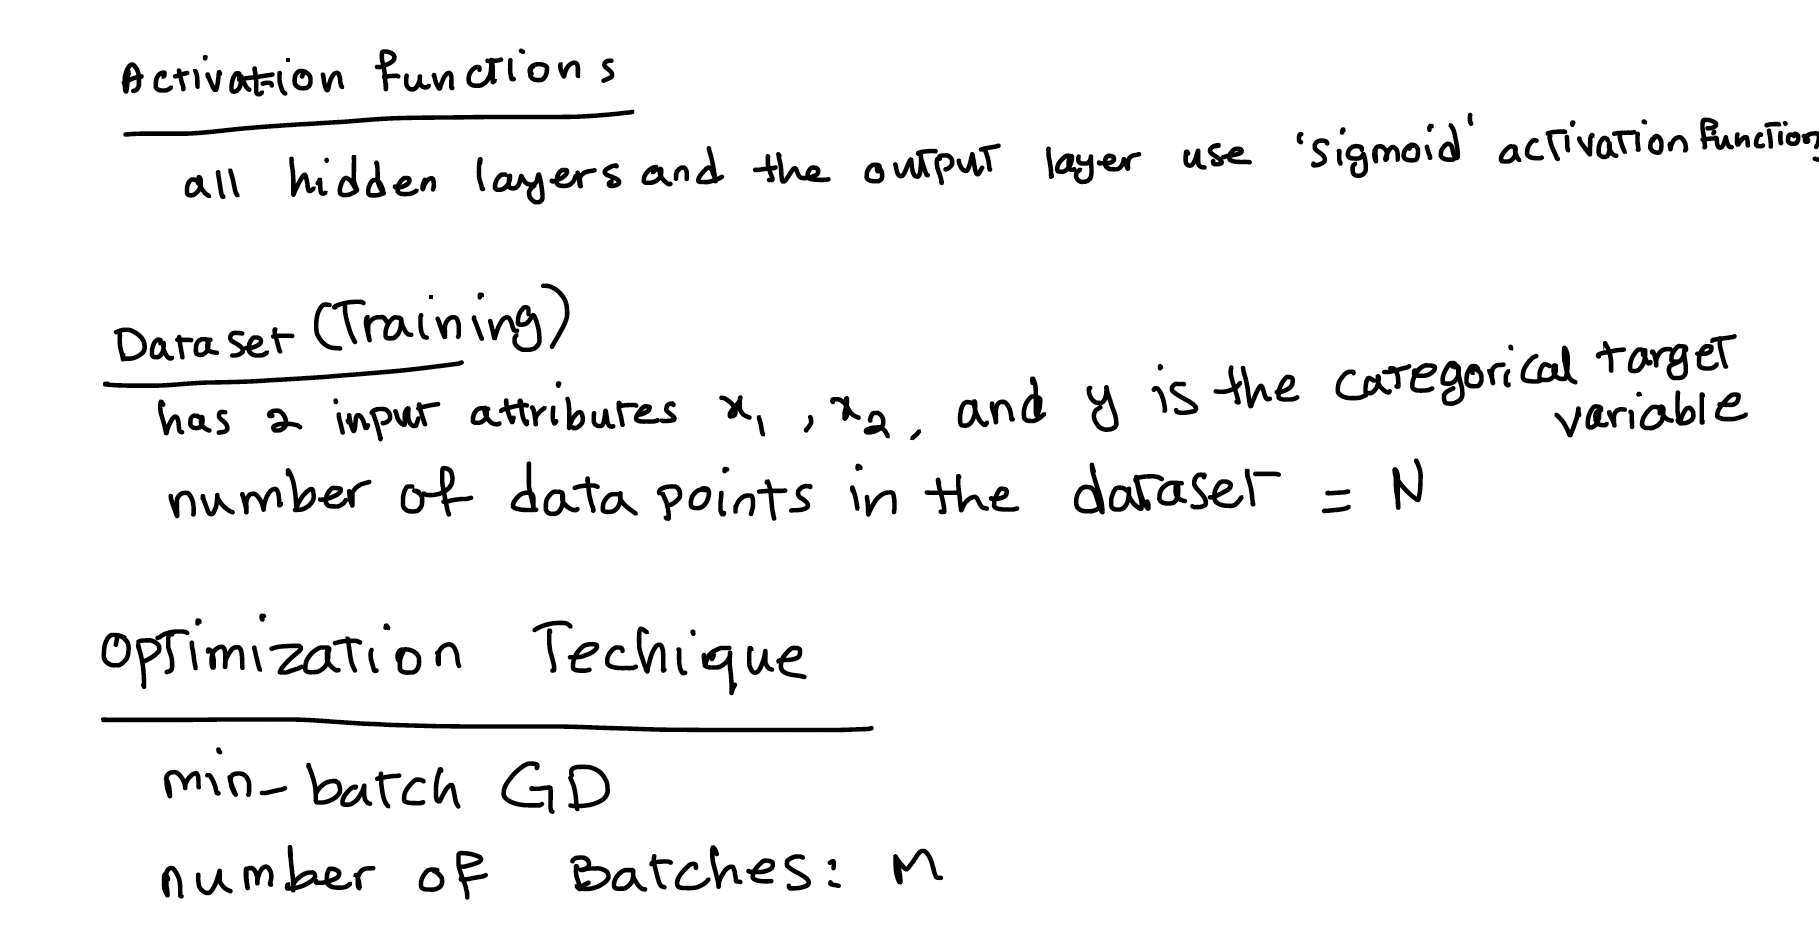 Activation Functions
all hidden layers and the output layer use 'sigmoid' activation function
Dataset (Training)
has 2 input attributes x₁, x₂, and y is the categorical target variable
number of data points in the dataset = N
Optimization Techique
min-batch GD
number of Batches: M